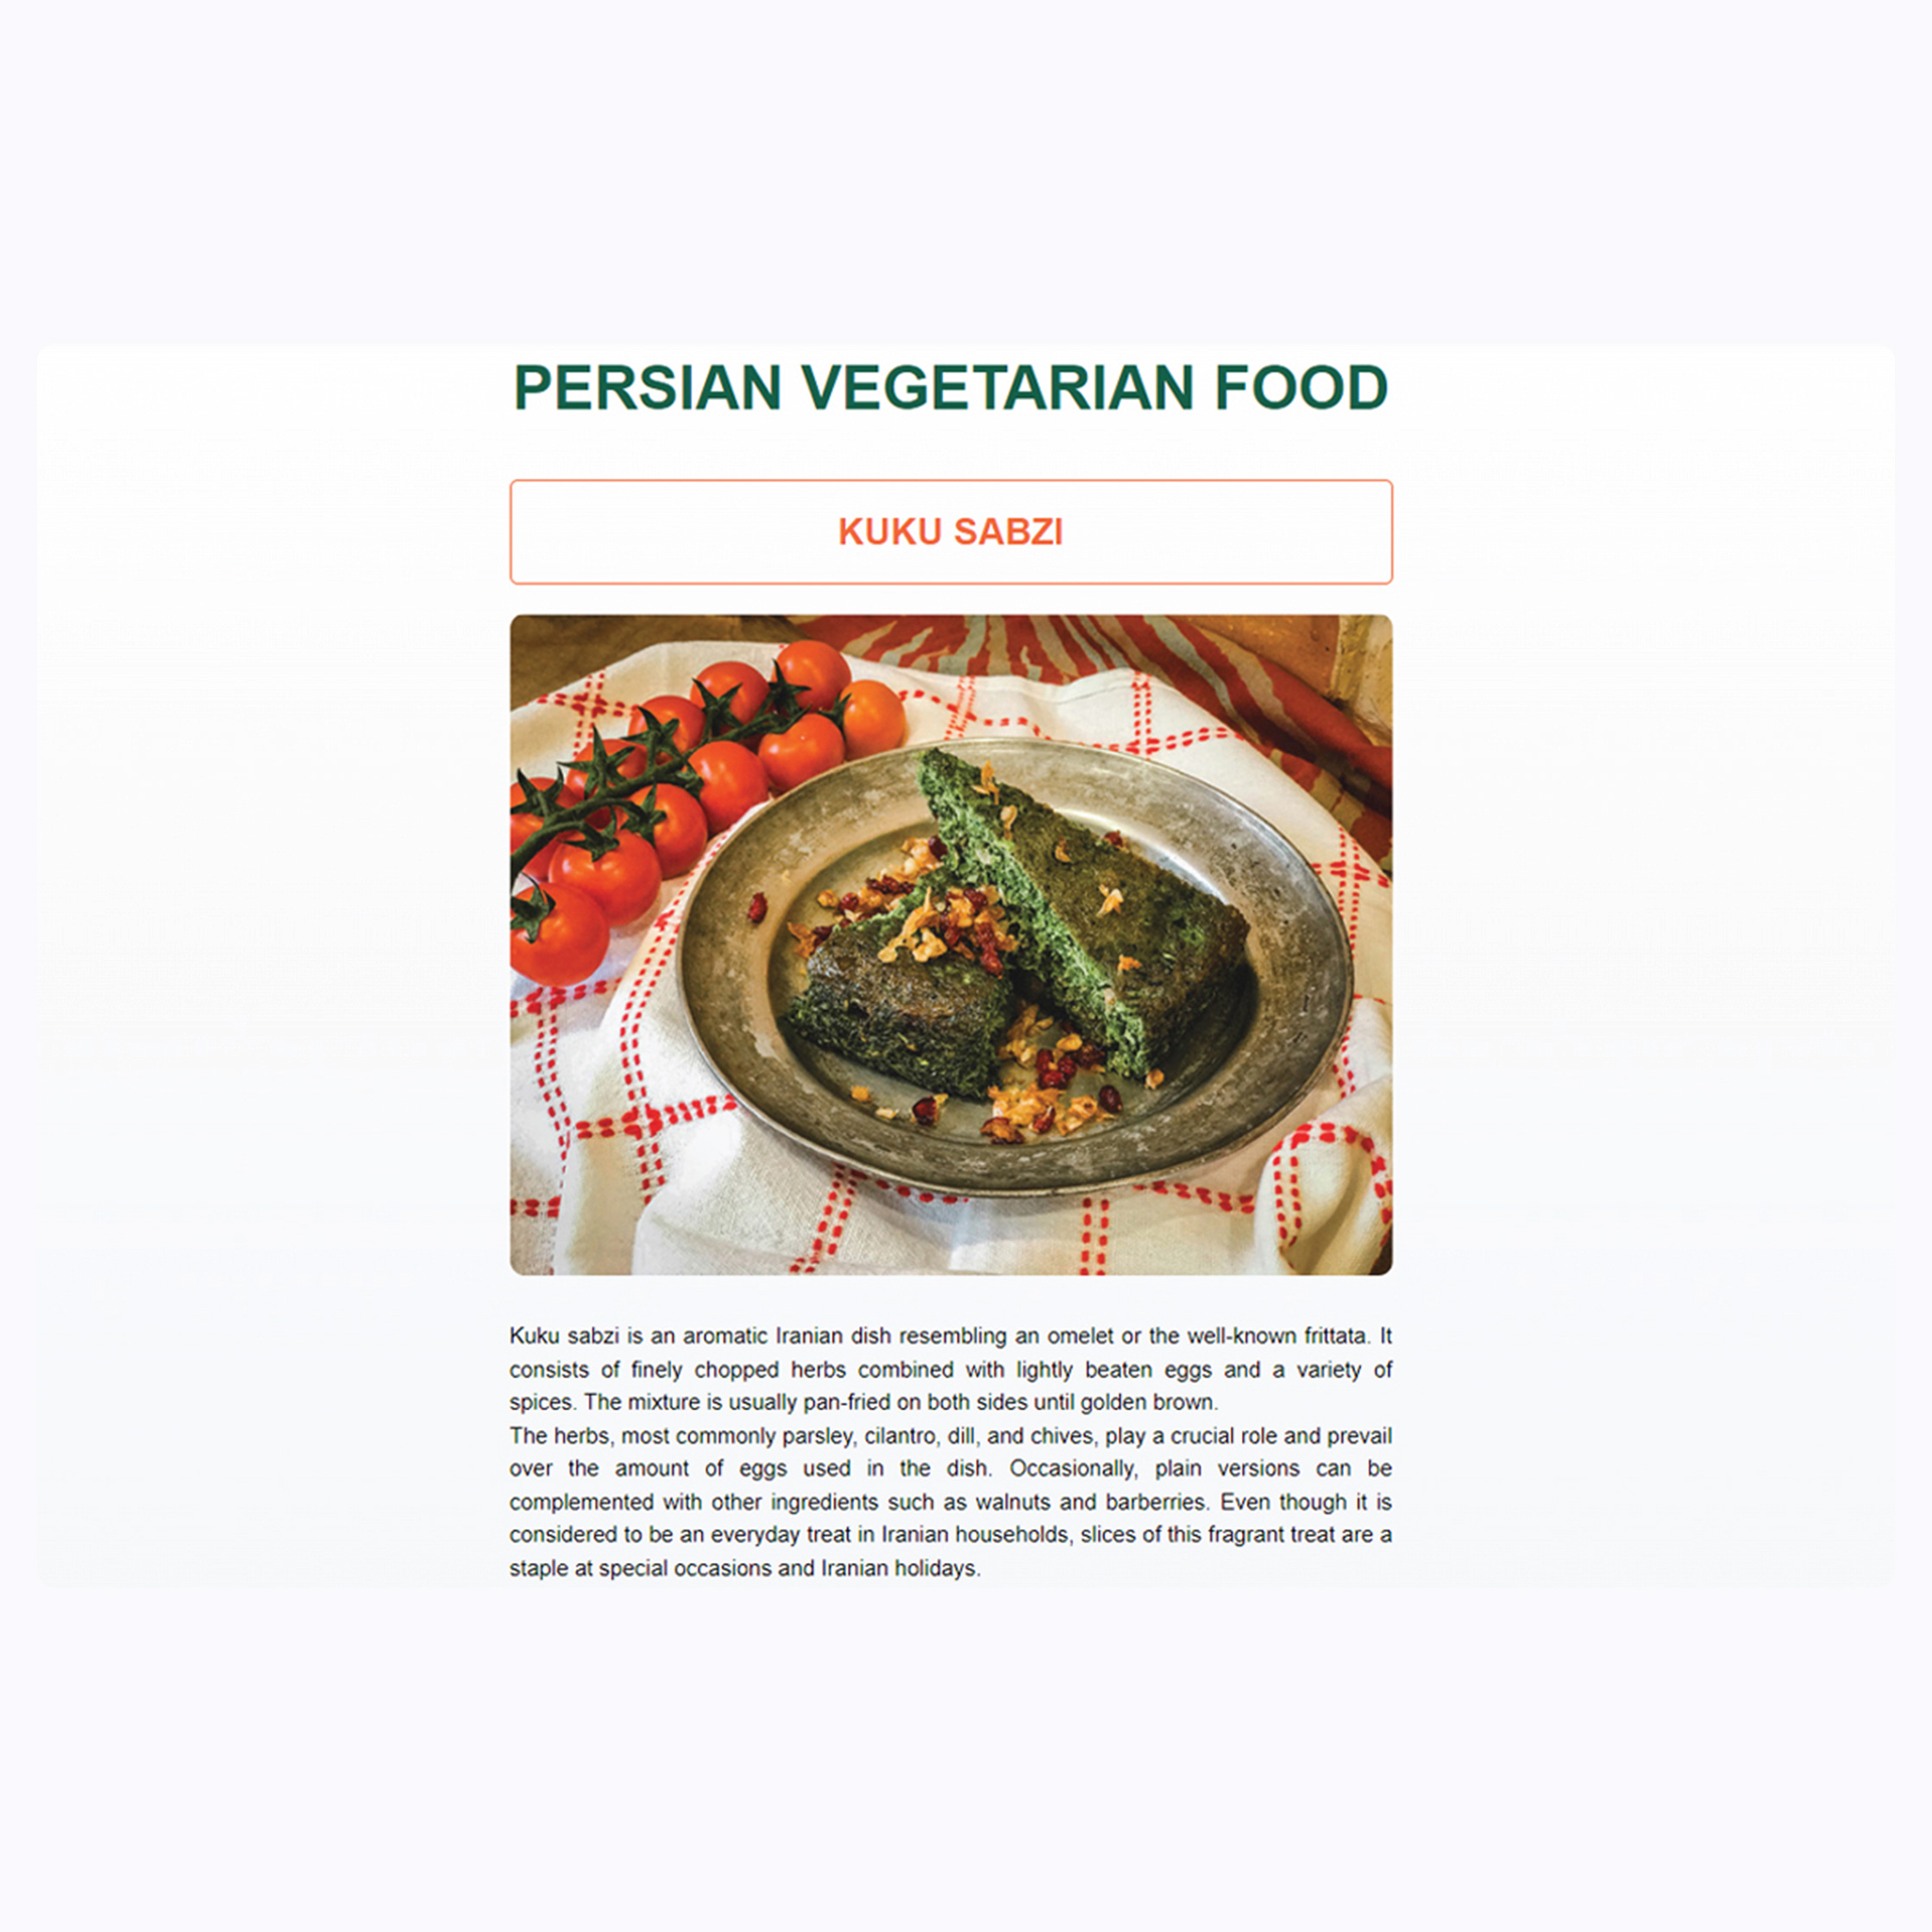 PERSIAN VEGETARIAN FOOD
KUKU SABZI
Kuku sabzi is an aromatic Iranian dish resembling an omelet or the well-known frittata. It
consists of finely chopped herbs combined with lightly beaten eggs and a variety of
spices. The mixture is usually pan-fried on both sides until golden brown.
The herbs, most commonly parsley, cilantro, dill, and chives, play a crucial role and prevail
over the amount of eggs used in the dish. Occasionally, plain versions can be
complemented with other ingredients such as walnuts and barberries. Even though it is
considered to be an everyday treat in Iranian households, slices of this fragrant treat are a
staple at special occasions and Iranian holidays.